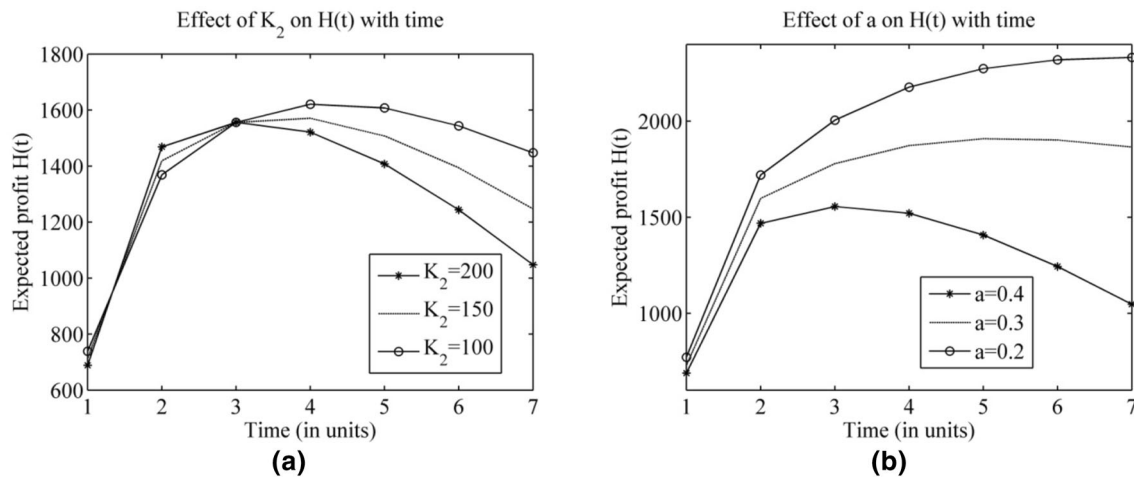 Effect of K₂ on H(t) with time
Expected profit H(t)
1800
1600
1400
1200
1000
800
600
K₂=200
K₂=150
K₂=100
1 2 3 4 5 6 7
Time (in units)
(a)
Effect of a on H(t) with time
Expected profit H(t)
2000
1500
1000
a=0.4
a=0.3
a=0.2
1 2 3 4 5 6 7
Time (in units)
(b)